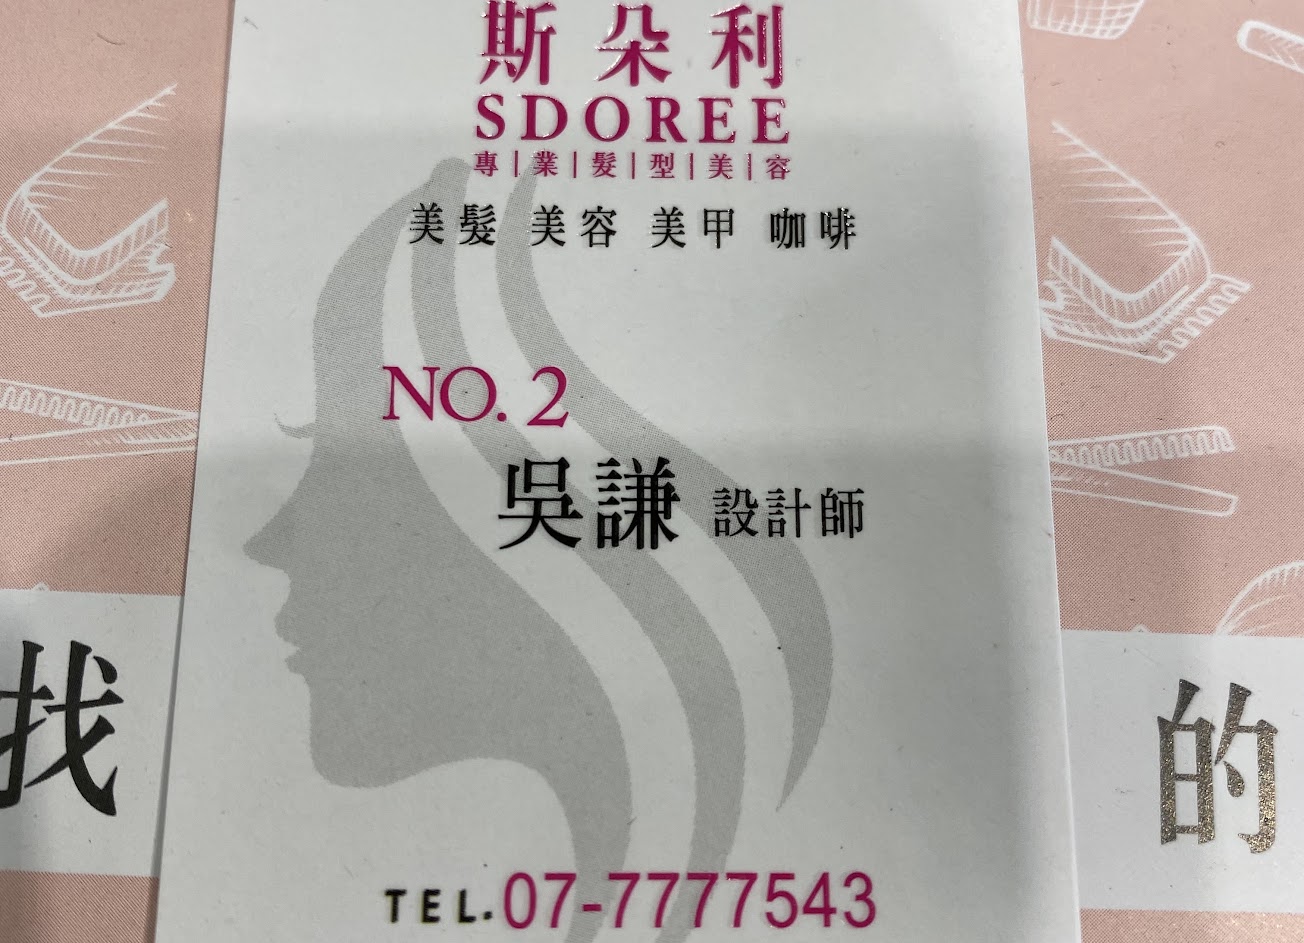 斯朵利
SDOREE
專|業|髮|型|美|容
美髮 美容 美甲 咖啡
NO. 2
吳謙 設計師
找
的
TEL. 07-7777543